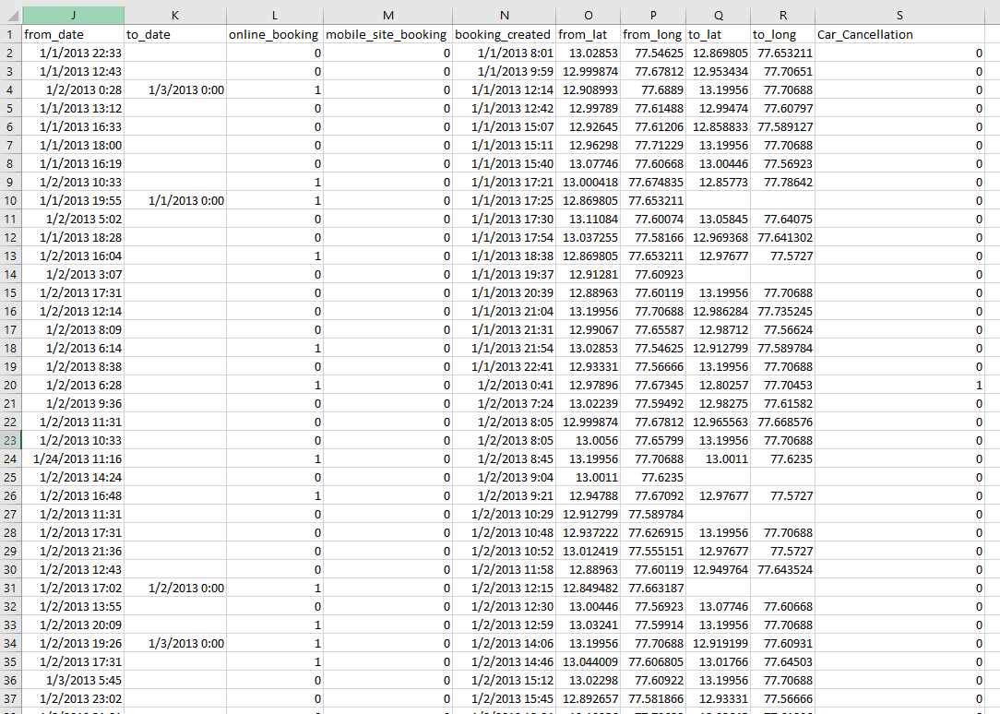 J K L M N O P Q R S
1 from_date to_date online_booking mobile_site_booking booking_created from_lat from_long to_lat to_long Car_Cancellation
2 1/1/2013 22:33 0 0 1/1/2013 8:01 13.02853 77.54625 12.869805 77.653211 0
3 1/1/2013 12:43 0 0 1/1/2013 9:59 12.999874 77.67812 12.953434 77.70651 0
4 1/2/2013 0:28 1/3/2013 0:00 1 0 1/1/2013 12:14 12.908993 77.6889 13.19956 77.70688 0
5 1/1/2013 13:12 0 0 1/1/2013 12:42 12.99789 77.61488 12.99474 77.60797 0
6 1/1/2013 16:33 0 0 1/1/2013 15:07 12.92645 77.61206 12.858833 77.589127 0
7 1/1/2013 18:00 0 0 1/1/2013 15:11 12.96298 77.71229 13.19956 77.70688 0
8 1/1/2013 16:19 0 0 1/1/2013 15:40 13.07746 77.60668 13.00446 77.56923 0
9 1/2/2013 10:33 1 0 1/1/2013 17:21 13.000418 77.674835 12.85773 77.78642 0
10 1/1/2013 19:55 1/1/2013 0:00 1 0 1/1/2013 17:25 12.869805 77.653211 0
11 1/2/2013 5:02 0 0 1/1/2013 17:30 13.11084 77.60074 13.05845 77.64075 0
12 1/1/2013 18:28 0 0 1/1/2013 17:54 13.037255 77.58166 12.969368 77.641302 0
13 1/2/2013 16:04 1 0 1/1/2013 18:38 12.869805 77.653211 12.97677 77.5727 0
14 1/2/2013 3:07 0 0 1/1/2013 19:37 12.91281 77.60923 0
15 1/2/2013 17:31 0 0 1/1/2013 20:39 12.88963 77.60119 13.19956 77.70688 0
16 1/2/2013 12:14 0 0 1/1/2013 21:04 13.19956 77.70688 12.986284 77.735245 0
17 1/2/2013 8:09 0 0 1/1/2013 21:31 12.99067 77.65587 12.98712 77.56624 0
18 1/2/2013 6:14 1 0 1/1/2013 21:54 13.02853 77.54625 12.912799 77.589784 0
19 1/2/2013 8:38 0 0 1/1/2013 22:41 12.93331 77.56666 13.19956 77.70688 0
20 1/2/2013 6:28 1 0 1/2/2013 0:41 12.97896 77.67345 12.80257 77.70453 1
21 1/2/2013 9:36 0 0 1/2/2013 7:24 13.02239 77.59492 12.98275 77.61582 0
22 1/2/2013 11:31 0 0 1/2/2013 8:05 12.999874 77.67812 12.965563 77.668576 0
23 1/2/2013 10:33 0 0 1/2/2013 8:05 13.0056 77.65799 13.19956 77.70688 0
24 1/24/2013 11:16 1 0 1/2/2013 8:45 13.19956 77.70688 13.0011 77.6235 0
25 1/2/2013 14:24 0 0 1/2/2013 9:04 13.0011 77.6235 0
26 1/2/2013 16:48 1 0 1/2/2013 9:21 12.94788 77.67092 12.97677 77.5727 0
27 1/2/2013 11:31 0 0 1/2/2013 10:29 12.912799 77.589784 0
28 1/2/2013 17:31 0 0 1/2/2013 10:48 12.937222 77.626915 13.19956 77.70688 0
29 1/2/2013 21:36 0 0 1/2/2013 10:52 13.012419 77.555151 12.97677 77.5727 0
30 1/2/2013 12:43 0 0 1/2/2013 11:58 12.88963 77.60119 12.949764 77.643524 0
31 1/2/2013 17:02 1/2/2013 0:00 1 0 1/2/2013 12:15 12.849482 77.663187 0
32 1/2/2013 13:55 0 0 1/2/2013 12:30 13.00446 77.56923 13.07746 77.60668 0
33 1/2/2013 20:09 1 0 1/2/2013 12:59 13.03241 77.59914 13.19956 77.70688 0
34 1/2/2013 19:26 1/3/2013 0:00 1 0 1/2/2013 14:06 13.19956 77.70688 12.919199 77.60931 0
35 1/2/2013 17:31 1 0 1/2/2013 14:46 13.044009 77.606805 13.01766 77.64503 0
36 1/3/2013 5:45 0 0 1/2/2013 15:12 13.02298 77.60922 13.19956 77.70688 0
37 1/2/2013 23:02 0 0 1/2/2013 15:45 12.892657 77.581866 12.93331 77.56666 0